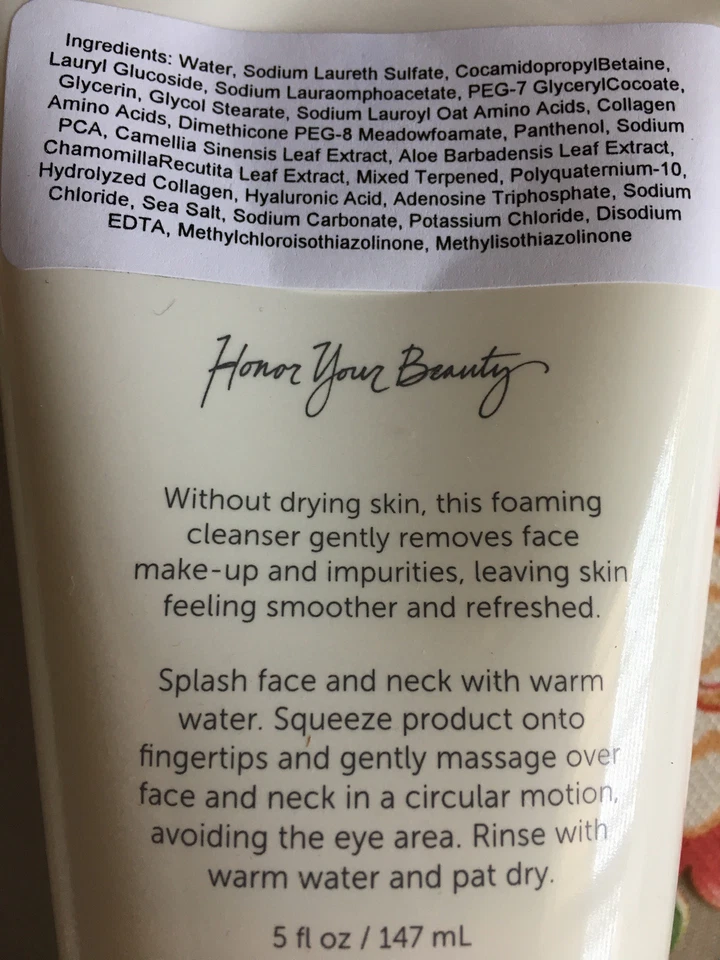 Ingredients: Water, Sodium Laureth Sulfate, CocamidopropylBetaine,
Lauryl Glucoside, Sodium Lauraomphoacetate, PEG-7 GlycerylCocoate,
Glycerin, Glycol Stearate, Sodium Lauroyl Oat Amino Acids, Collagen
Amino Acids, Dimethicone PEG-8 Meadowfoamate, Panthenol, Sodium
PCA, Camellia Sinensis Leaf Extract, Aloe Barbadensis Leaf Extract,
ChamomillaRecutita Leaf Extract, Mixed Terpened, Polyquaternium-10,
Hydrolyzed Collagen, Hyaluronic Acid, Adenosine Triphosphate, Sodium
Chloride, Sea Salt, Sodium Carbonate, Potassium Chloride, Disodium
EDTA, Methylchloroisothiazolinone, Methylisothiazolinone
Honor Your Beauty
Without drying skin, this foaming
cleanser gently removes face
make-up and impurities, leaving skin
feeling smoother and refreshed.
Splash face and neck with warm
water. Squeeze product onto
fingertips and gently massage over
face and neck in a circular motion,
avoiding the eye area. Rinse with
warm water and pat dry.
5 fl oz / 147 mL